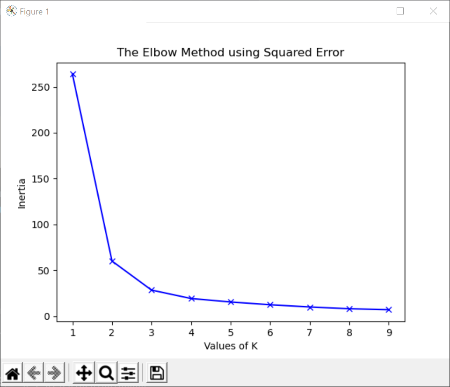 Figure 1
The Elbow Method using Squared Error
250
200
150
100
50
0
Inertia
1 2 3 4 5 6 7 8 9
Values of K